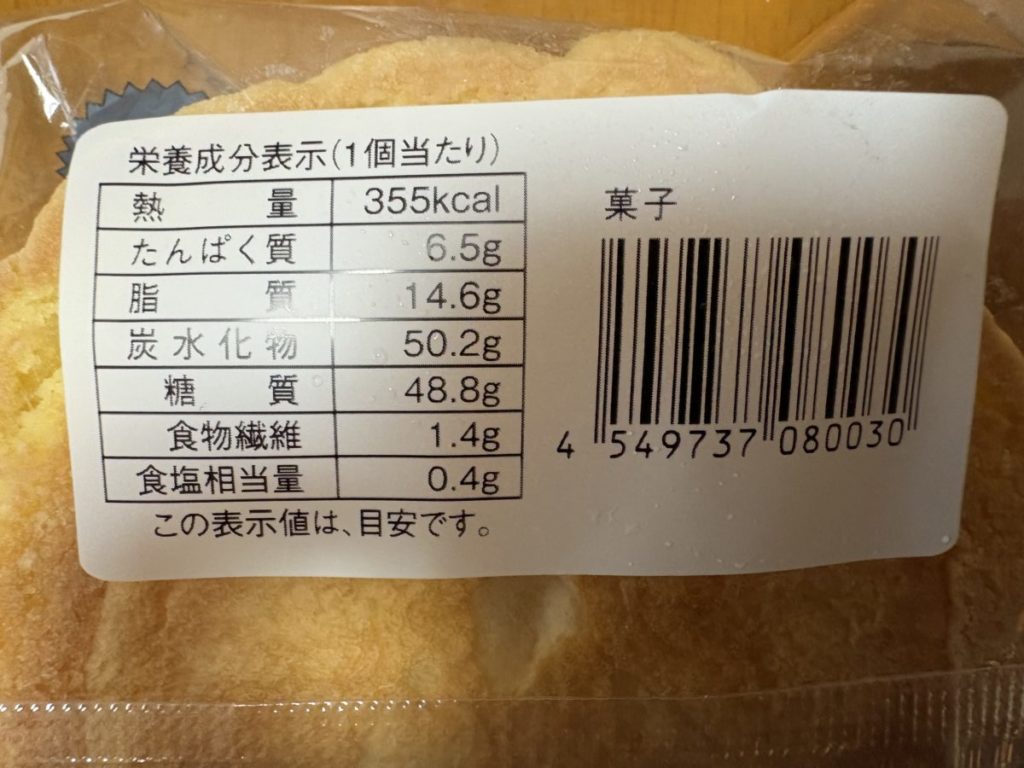 栄養成分表示(1個当たり)
熱量 355kcal
たんぱく質 6.5g
脂質 14.6g
炭水化物 50.2g
糖質 48.8g
食物繊維 1.4g
食塩相当量 0.4g
この表示値は、目安です。
菓子
4 549737 080030